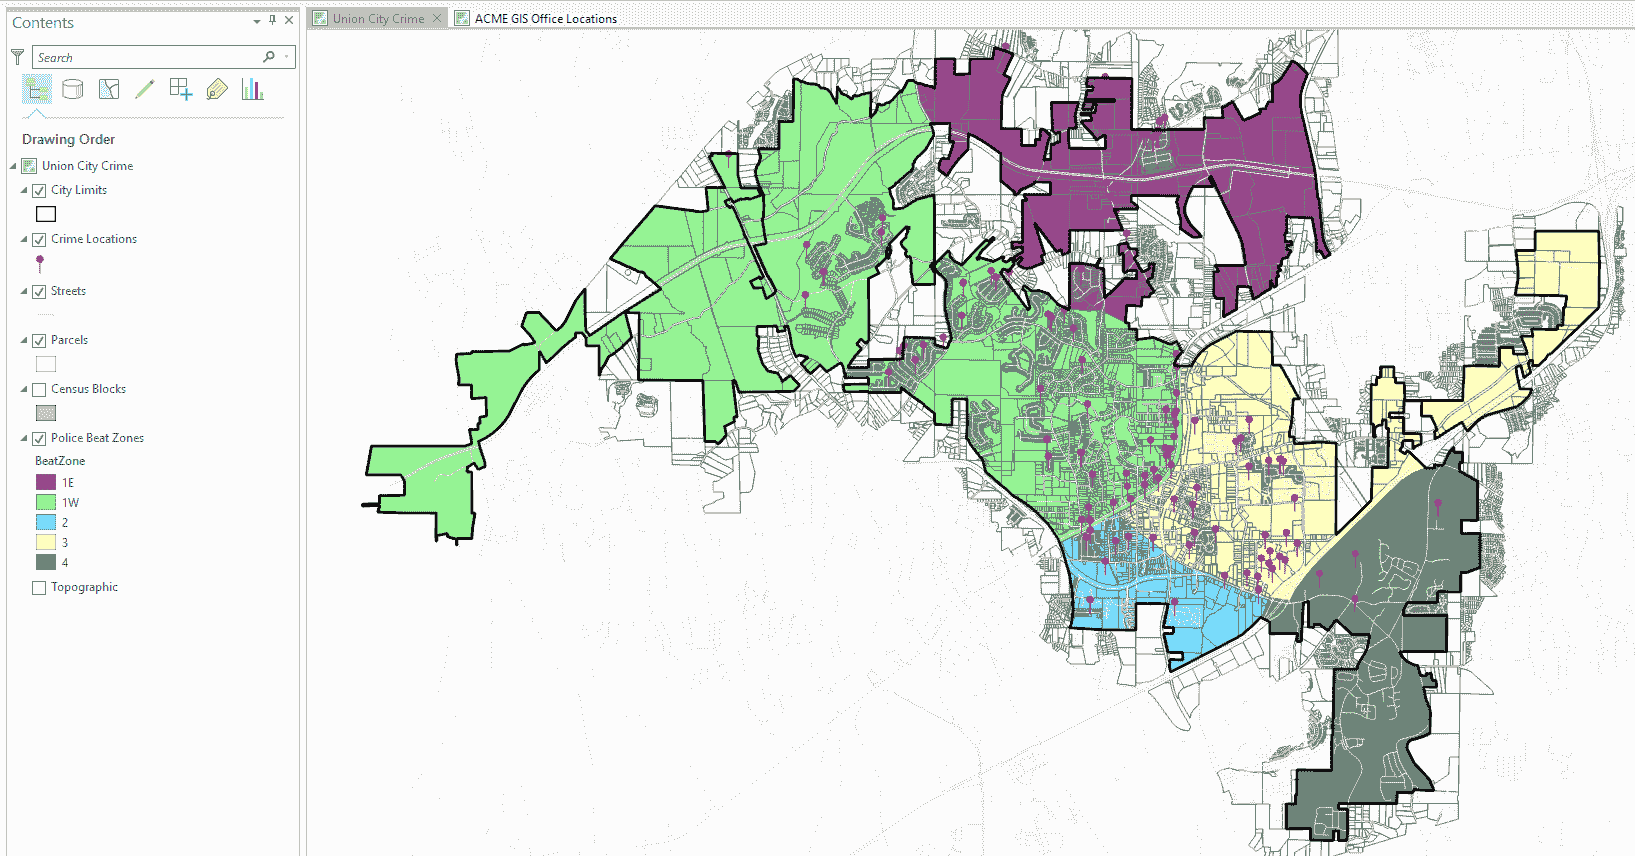 Contents
Union City Crime
ACME GIS Office Locations
Search
Drawing Order
Union City Crime
City Limits
Crime Locations
Streets
Parcels
Census Blocks
Police Beat Zones
BeatZone
1E
1W
2
3
4
Topographic